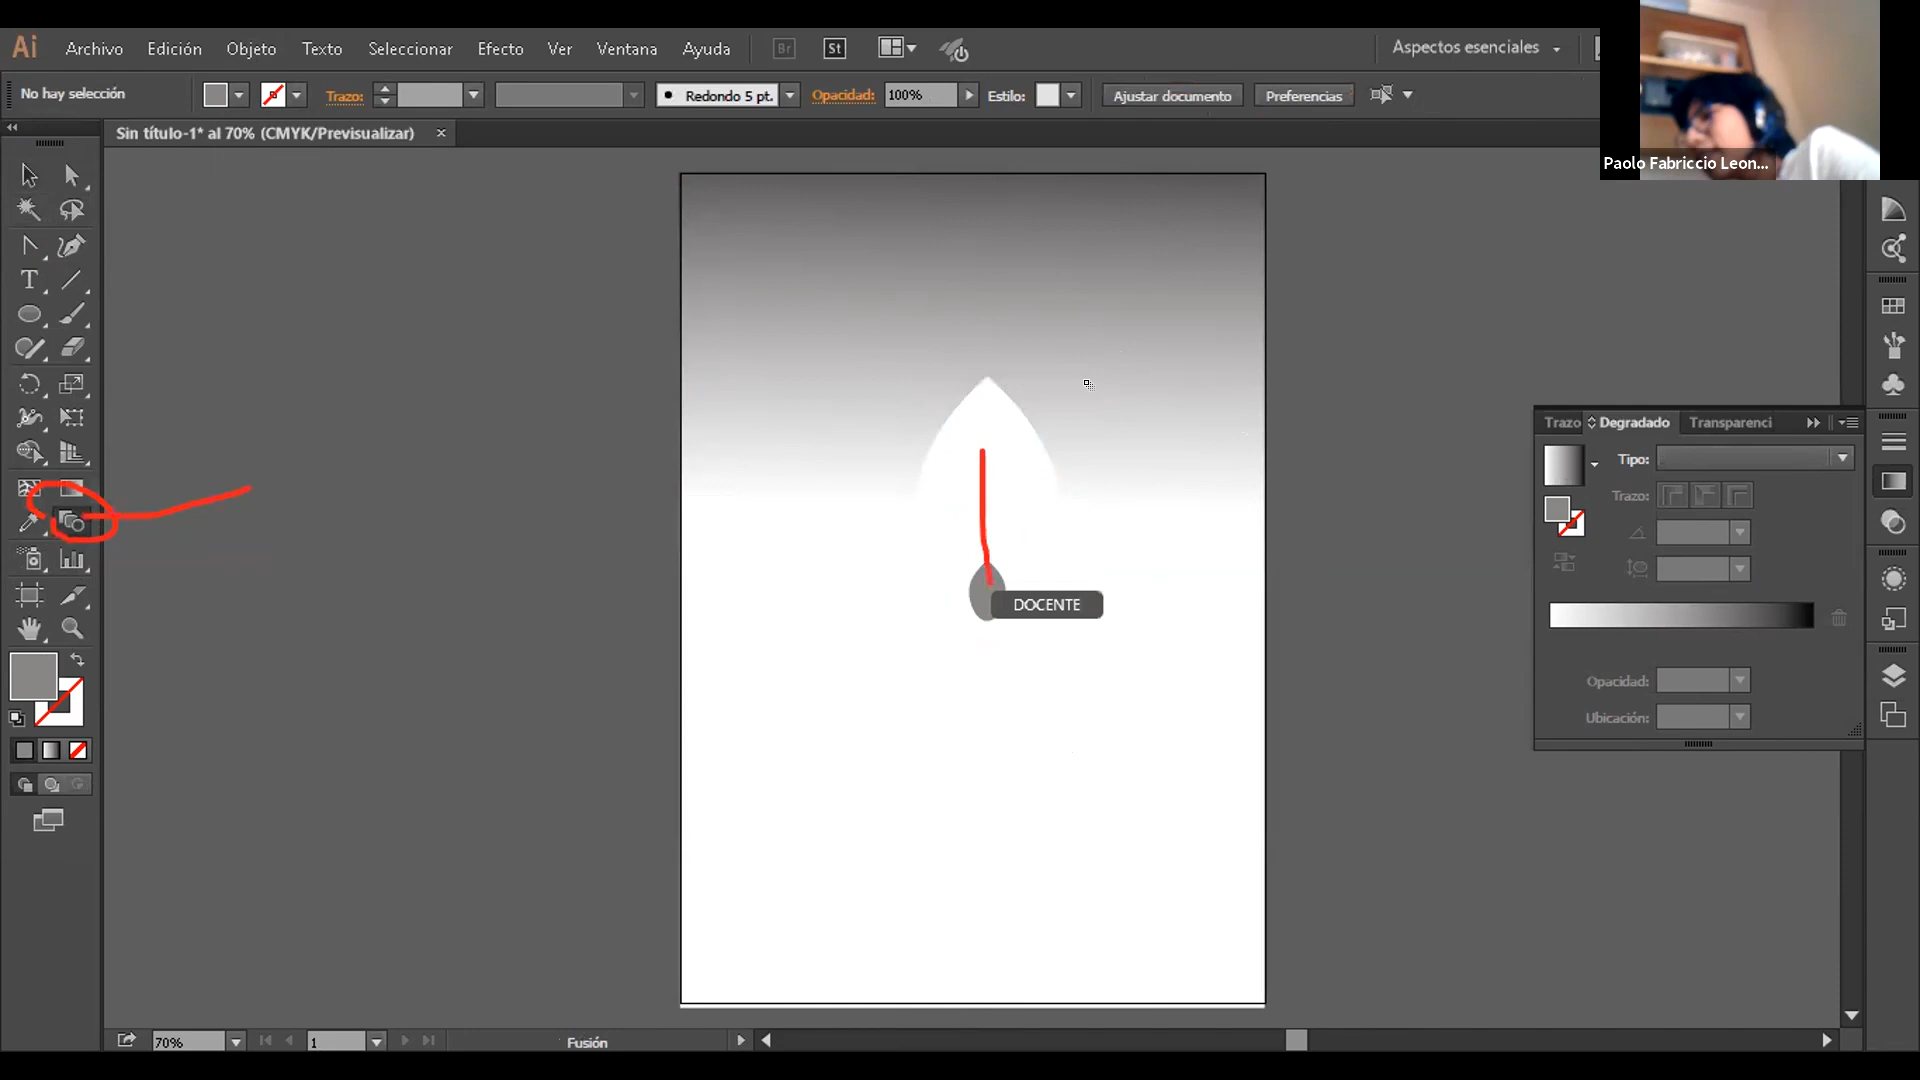 Ai Archivo Edición Objeto Texto Seleccionar Efecto Ver Ventana Ayuda Br St Aspectos esenciales
No hay selección Trazo: Redondo 5 pt. Opacidad: 100% Estilo: Ajustar documento Preferencias
Sin título-1* al 70% (CMYK/Previsualizar)
Paolo Fabriccio Leon...
T
Trazo Degradado Transparenci
Tipo:
Trazo:
DOCENTE
Opacidad:
Ubicación:
70% 1 Fusión